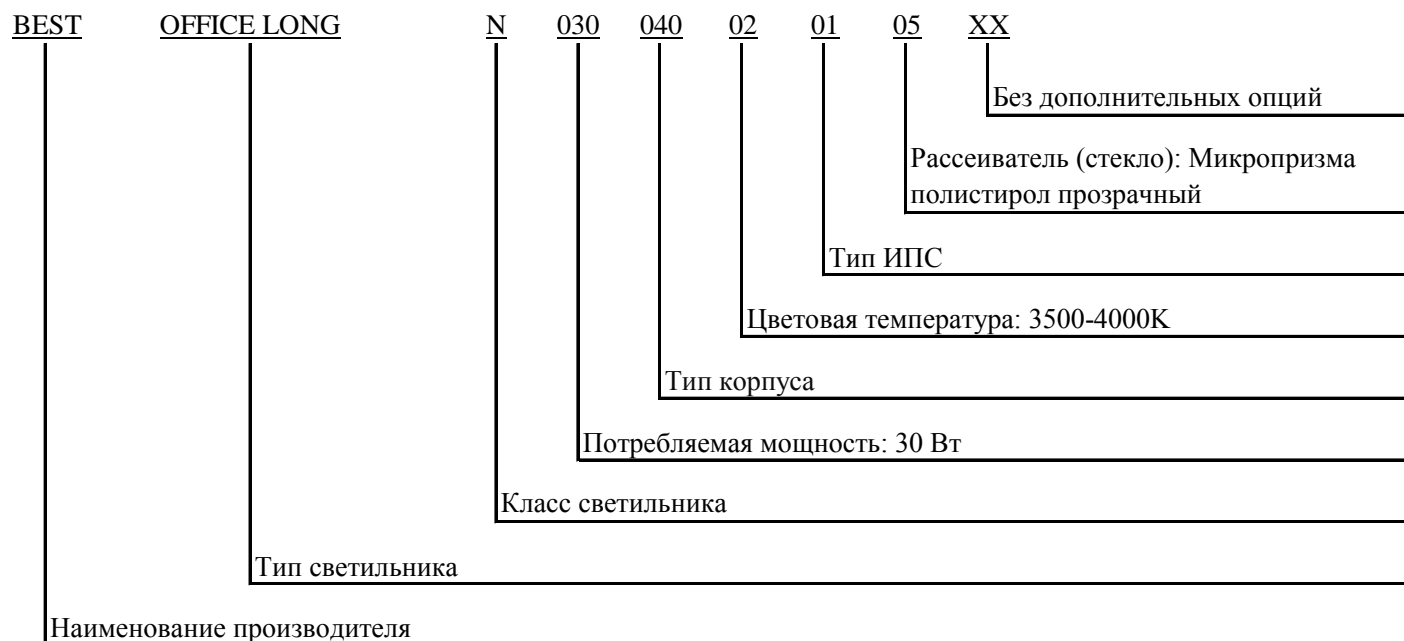 BEST OFFICE LONG N 030 040 02 01 05 XX
Без дополнительных опций
Рассеиватель (стекло): Микропризма
полистирол прозрачный
Тип ИПС
Цветовая температура: 3500-4000K
Тип корпуса
Потребляемая мощность: 30 Вт
Класс светильника
Тип светильника
Наименование производителя